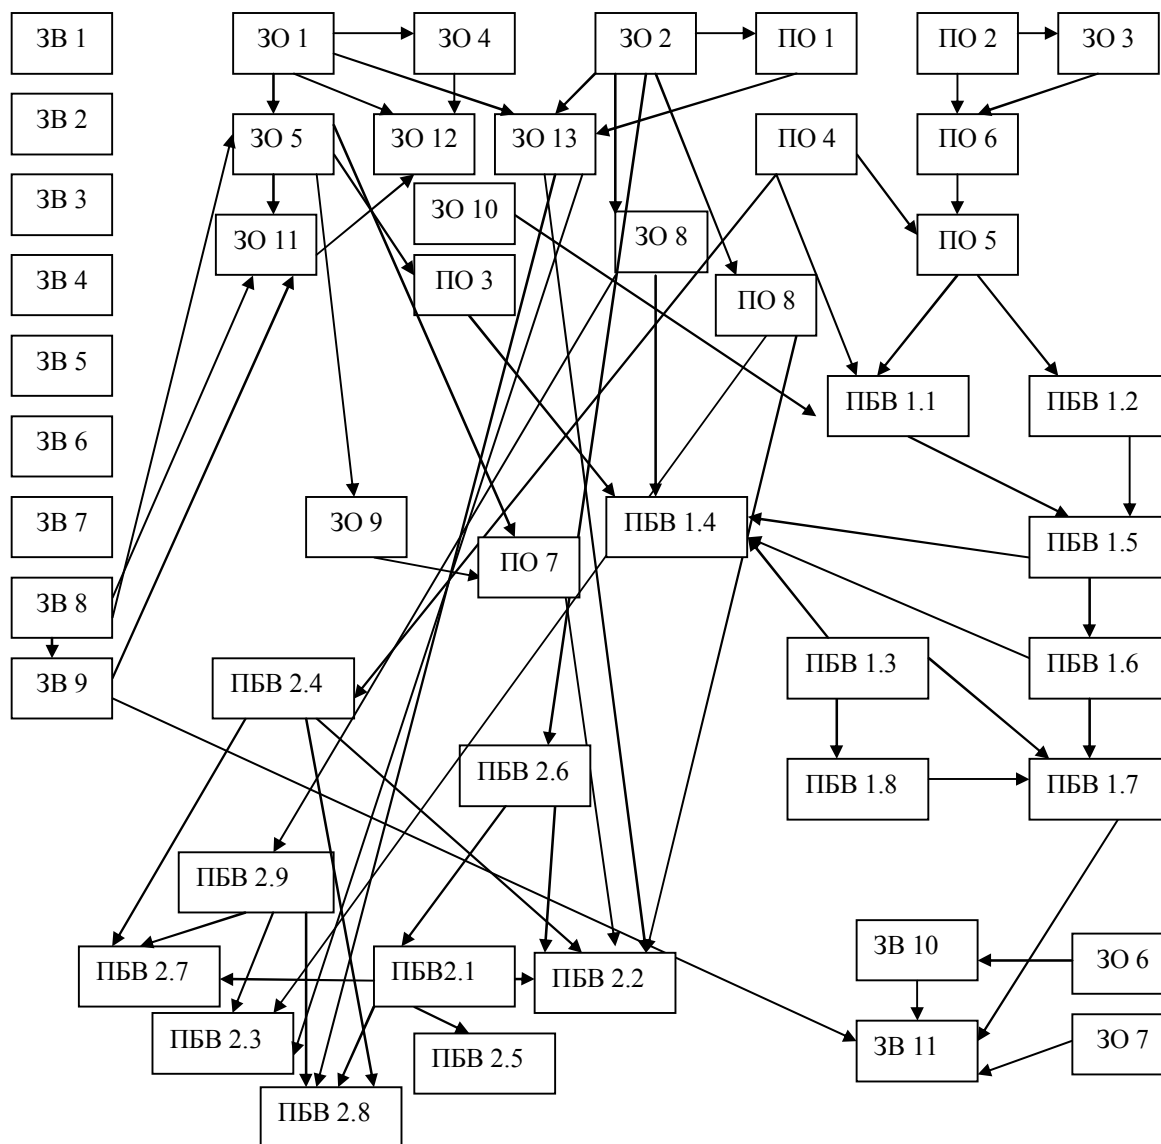 ЗВ 1
ЗО 1
ЗО 4
ЗО 2
ПО 1
ПО 2
ЗО 3
ЗВ 2
ЗО 5
ЗО 12
ЗО 13
ПО 4
ПО 6
ЗВ 3
ЗО 10
ЗО 11
ЗО 8
ПО 5
ЗВ 4
ПО 3
ПО 8
ЗВ 5
ПБВ 1.1
ПБВ 1.2
ЗВ 6
ЗВ 7
ЗО 9
ПБВ 1.4
ПБВ 1.5
ПО 7
ЗВ 8
ПБВ 1.3
ПБВ 1.6
ЗВ 9
ПБВ 2.4
ПБВ 2.6
ПБВ 1.8
ПБВ 1.7
ПБВ 2.9
ЗВ 10
ЗО 6
ПБВ 2.7
ПБВ2.1
ПБВ 2.2
ПБВ 2.3
ПБВ 2.5
ЗВ 11
ЗО 7
ПБВ 2.8